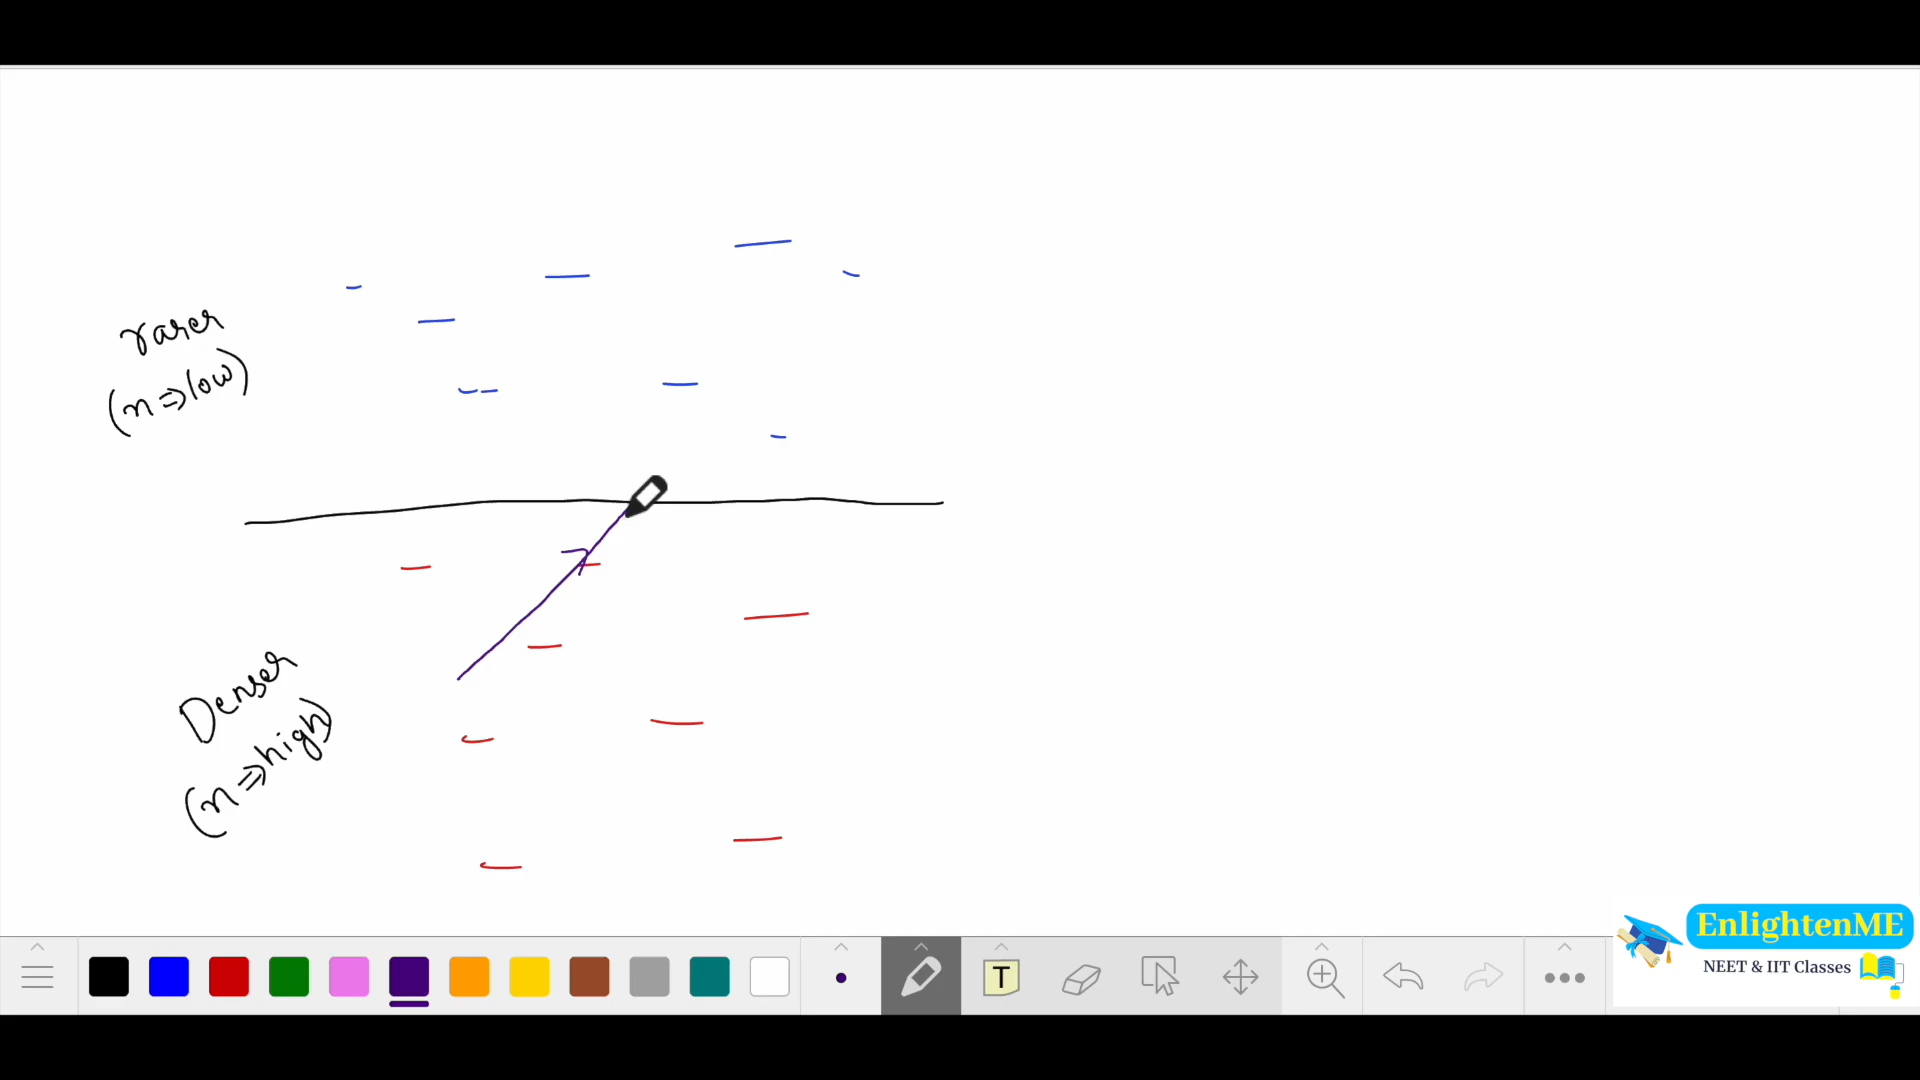 rarer
(n⇒low)
Denser
(n⇒high)
T
EnlightenME
NEET & IIT Classes